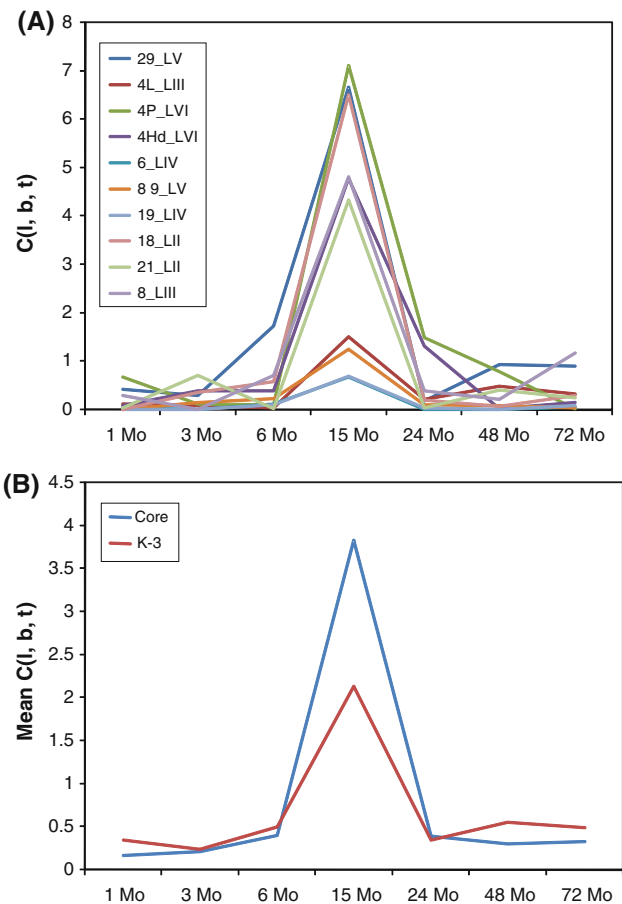 (A)
8
7
6
5
4
3
2
1
0
C(l, b, t)
29_LV
4L_LIII
4P_LVI
4Hd_LVI
6_LIV
8 9_LV
19_LIV
18_LII
21_LII
8_LIII
1 Mo 3 Mo 6 Mo 15 Mo 24 Mo 48 Mo 72 Mo
(B)
4.5
4
3.5
3
2.5
2
1.5
1
0.5
0
Mean C(l, b, t)
Core
K-3
1 Mo 3 Mo 6 Mo 15 Mo 24 Mo 48 Mo 72 Mo